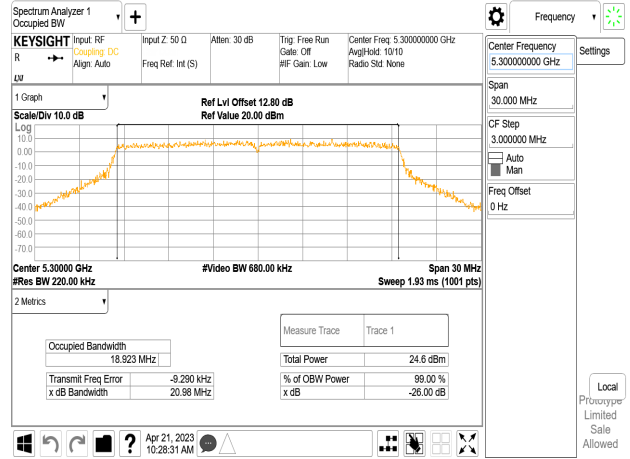 Spectrum Analyzer 1
Occupied BW
Frequency
KEYSIGHT
R
LXI
Input: RF
Coupling: DC
Align: Auto
Input Z: 50 Ω
Freq Ref: Int (S)
Atten: 30 dB
Trig: Free Run
Gate: Off
#IF Gain: Low
Center Freq: 5.300000000 GHz
Avg|Hold: 10/10
Radio Std: None
Center Frequency
5.300000000 GHz
Settings
Span
30.000 MHz
CF Step
3.000000 MHz
Auto
Man
Freq Offset
0 Hz
1 Graph
Scale/Div 10.0 dB
Ref Lvl Offset 12.80 dB
Ref Value 20.00 dBm
Log
10.0
0.00
-10.0
-20.0
-30.0
-40.0
-50.0
-60.0
-70.0
Center 5.30000 GHz
#Res BW 220.00 kHz
#Video BW 680.00 kHz
Span 30 MHz
Sweep 1.93 ms (1001 pts)
2 Metrics
Measure Trace Trace 1
Occupied Bandwidth
18.923 MHz
Total Power 24.6 dBm
Transmit Freq Error -9.290 kHz
% of OBW Power 99.00 %
x dB Bandwidth 20.98 MHz
x dB -26.00 dB
Local
Prototype
Limited
Sale
Allowed
?
Apr 21, 2023
10:28:31 AM